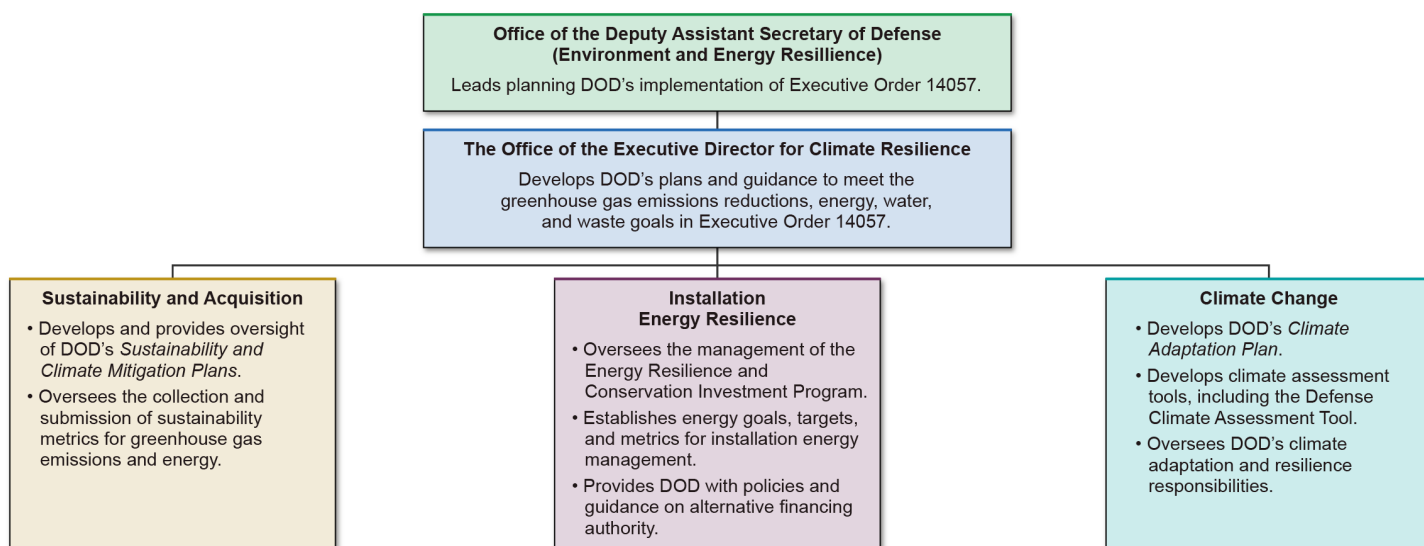 Office of the Deputy Assistant Secretary of Defense
(Environment and Energy Resillience)
Leads planning DOD's implementation of Executive Order 14057.
The Office of the Executive Director for Climate Resilience
Develops DOD's plans and guidance to meet the
greenhouse gas emissions reductions, energy, water,
and waste goals in Executive Order 14057.
Sustainability and Acquisition
• Develops and provides oversight
of DOD's Sustainability and
Climate Mitigation Plans.
• Oversees the collection and
submission of sustainability
metrics for greenhouse gas
emissions and energy.
Installation
Energy Resilience
• Oversees the management of the
Energy Resilience and
Conservation Investment Program.
• Establishes energy goals, targets,
and metrics for installation energy
management.
• Provides DOD with policies and
guidance on alternative financing
authority.
Climate Change
• Develops DOD's Climate
Adaptation Plan.
• Develops climate assessment
tools, including the Defense
Climate Assessment Tool.
• Oversees DOD's climate
adaptation and resilience
responsibilities.